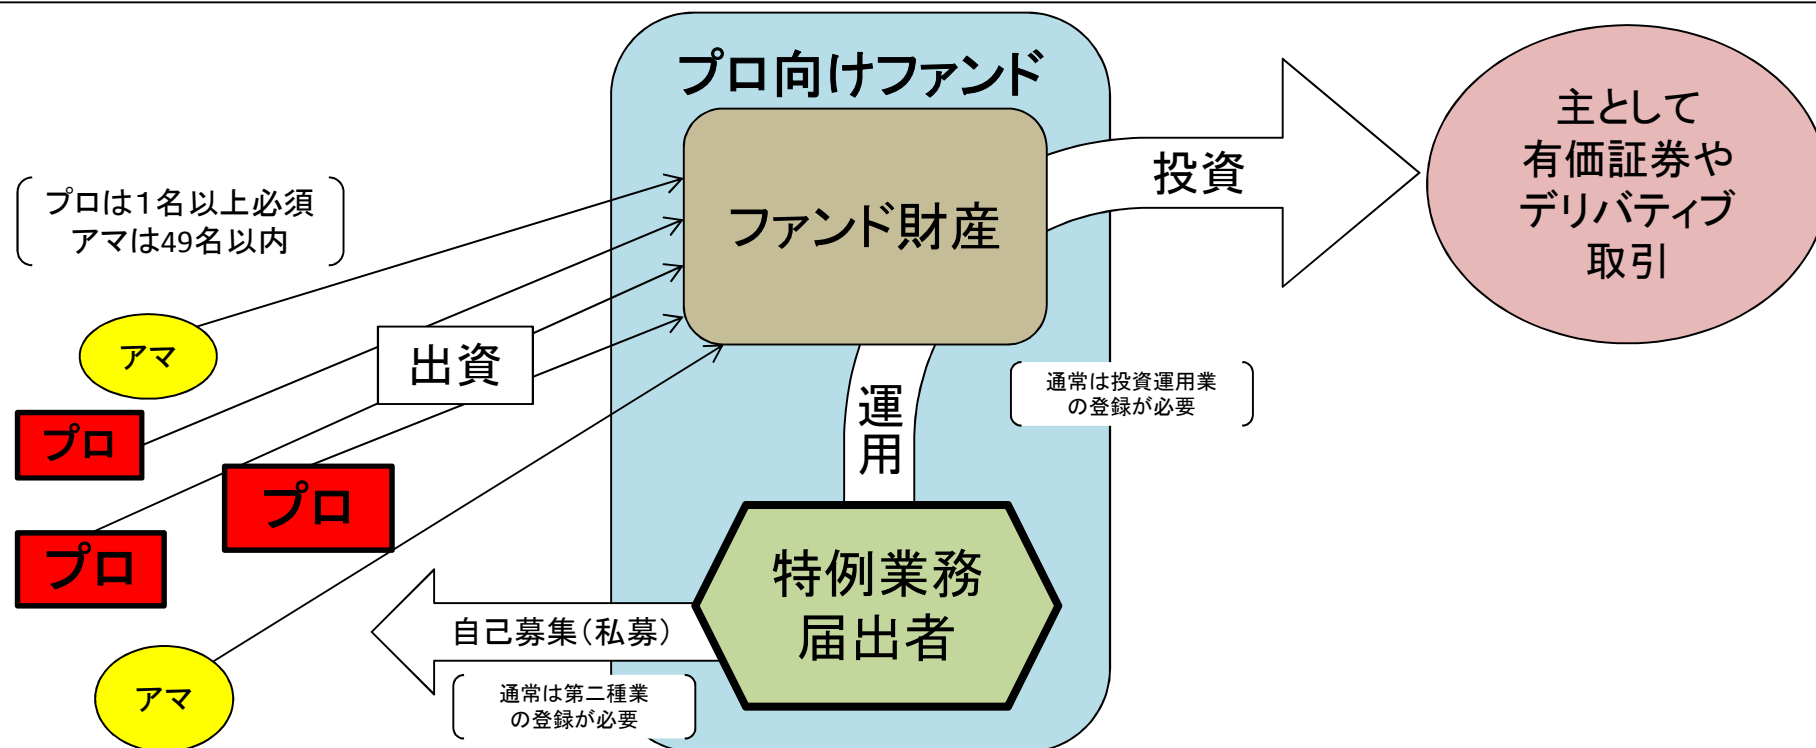 プロ向けファンド
ファンド財産
投資
主として
有価証券や
デリバティブ
取引
プロは１名以上必須
アマは49名以内
アマ
出資
プロ
プロ
プロ
アマ
運
用
通常は投資運用業
の登録が必要
特例業務
届出者
自己募集（私募）
通常は第二種業
の登録が必要